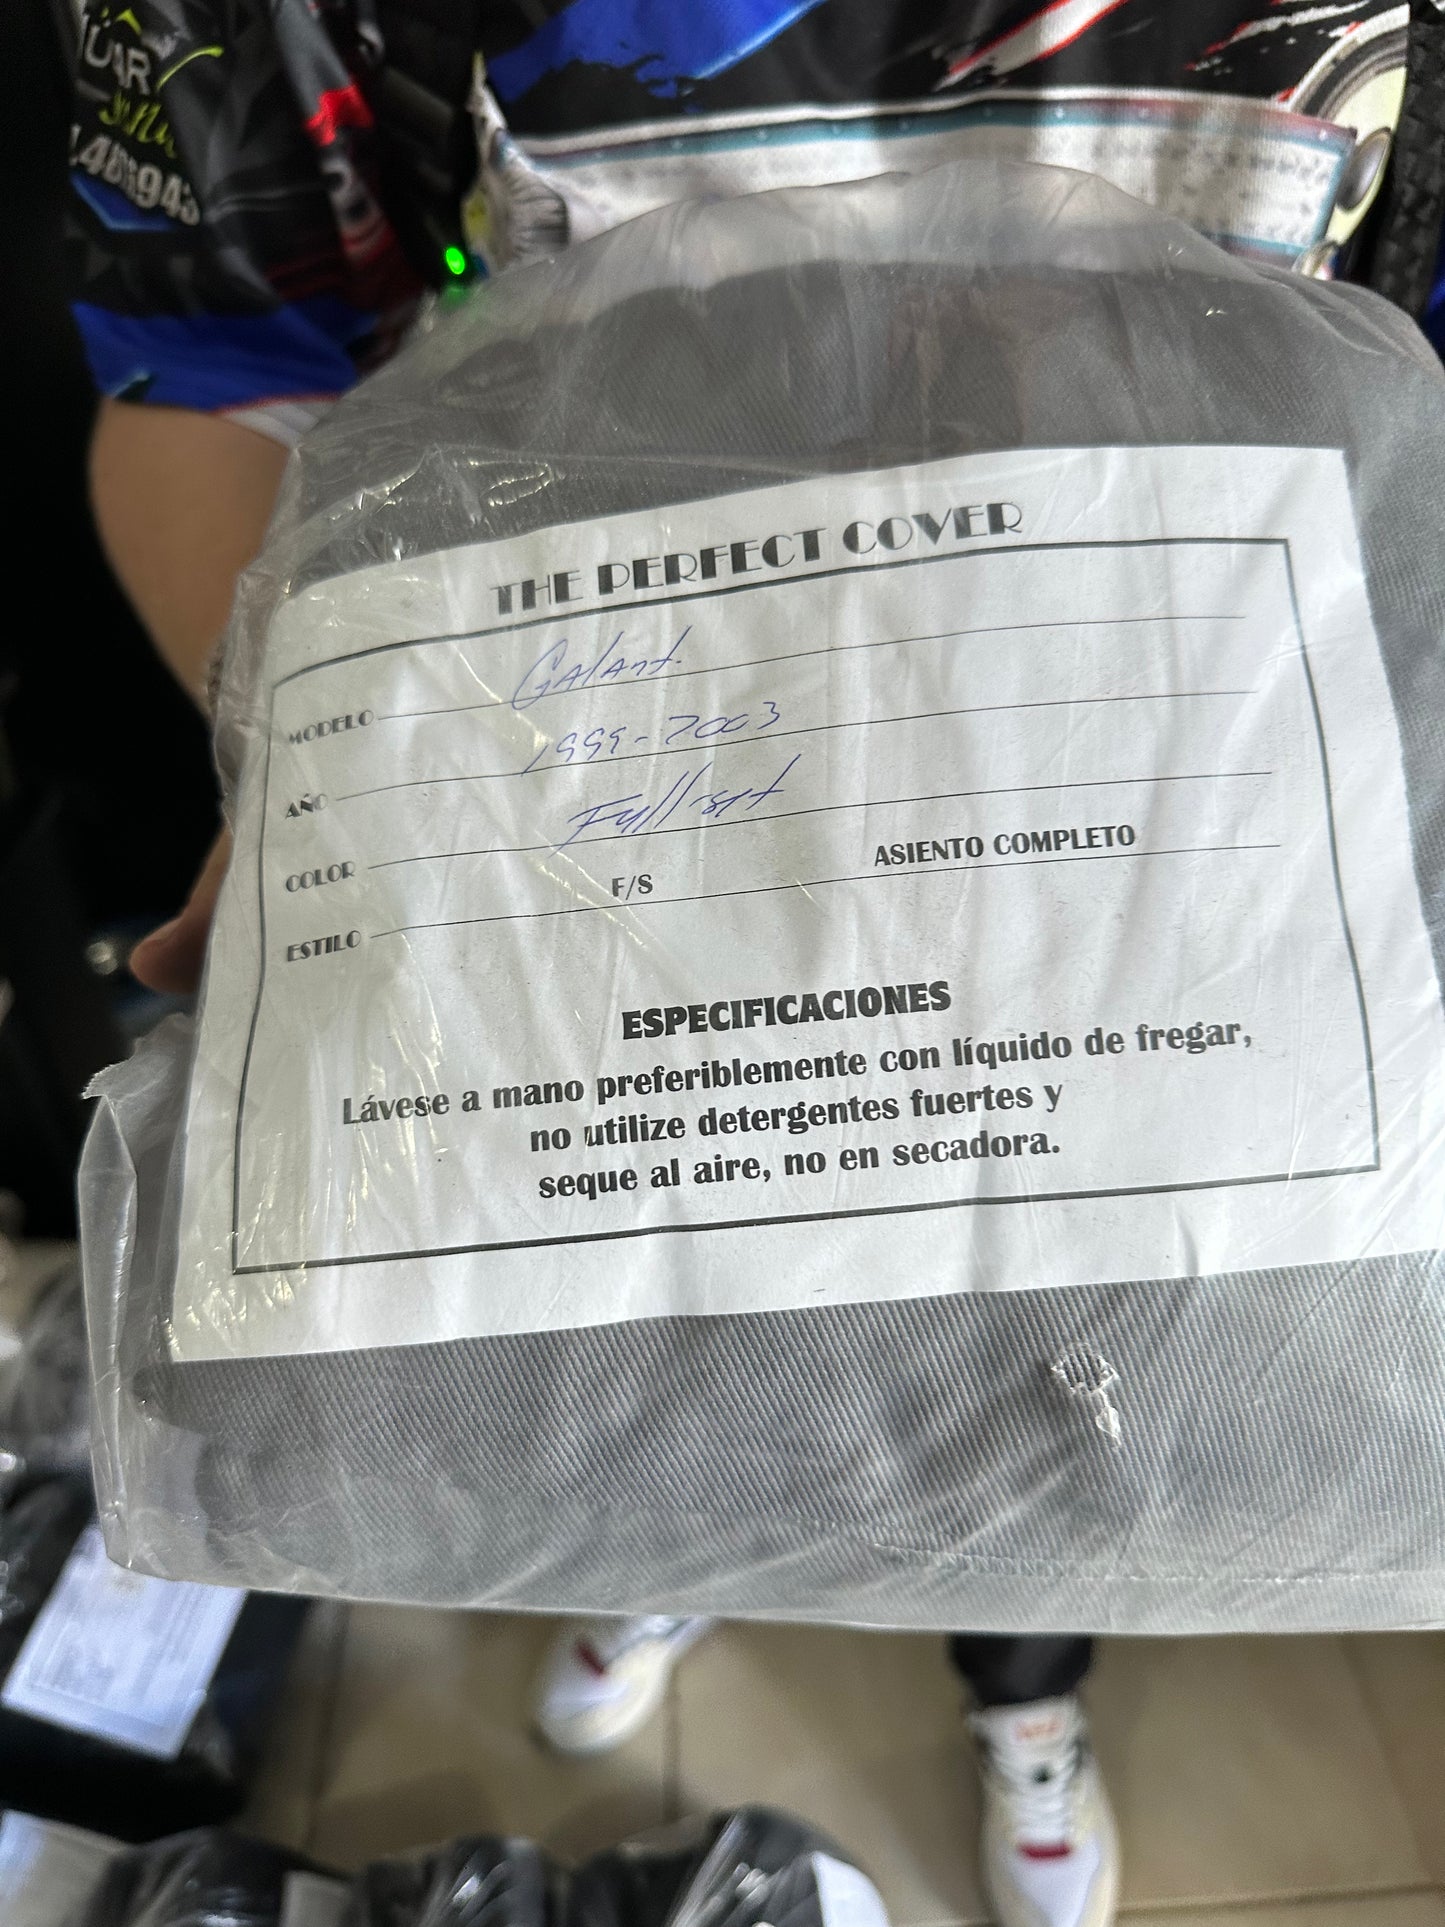 THE PERFECT COVER
MODELO Galant.
AÑO 1999-2003
COLOR Full set
ESTILO F/S ASIENTO COMPLETO
ESPECIFICACIONES
Lávese a mano preferiblemente con líquido de fregar,
no utilize detergentes fuertes y
seque al aire, no en secadora.